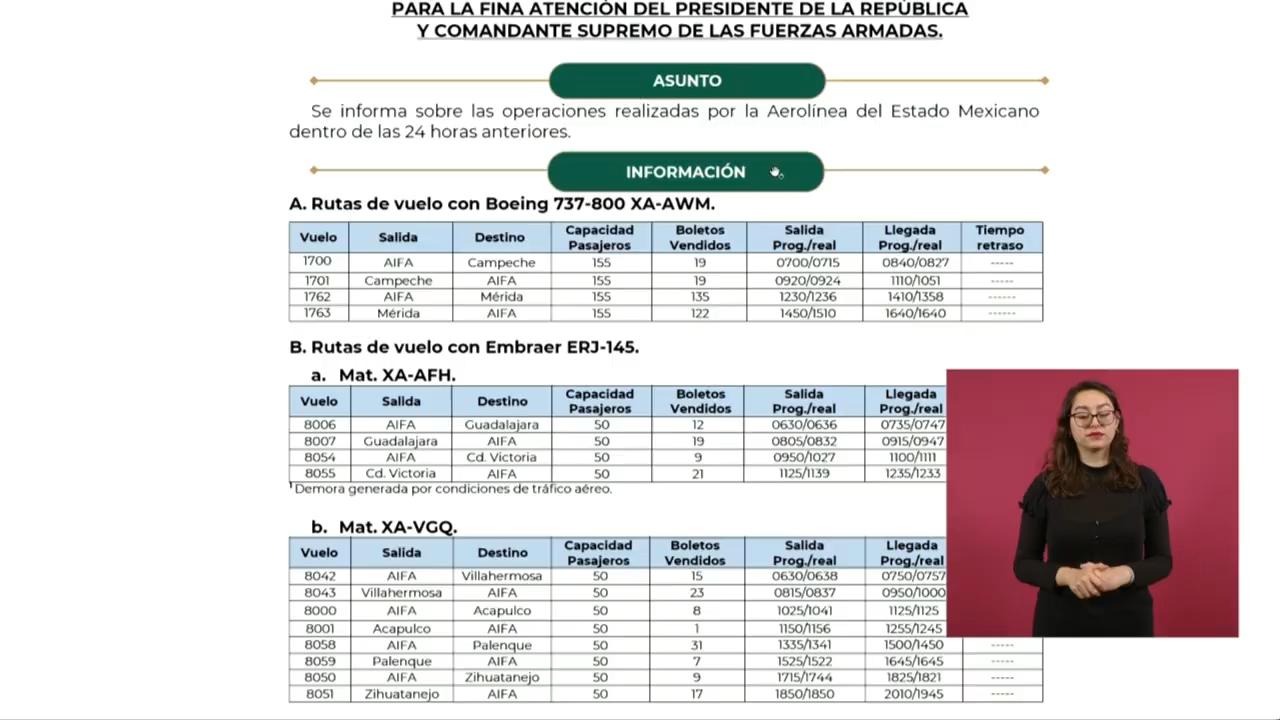 PARA LA FINA ATENCIÓN DEL PRESIDENTE DE LA REPÚBLICA
Y COMANDANTE SUPREMO DE LAS FUERZAS ARMADAS.
ASUNTO
Se informa sobre las operaciones realizadas por la Aerolínea del Estado Mexicano
dentro de las 24 horas anteriores.
INFORMACIÓN
A. Rutas de vuelo con Boeing 737-800 XA-AWM.
Vuelo Salida Destino Capacidad Pasajeros Boletos Vendidos Salida Prog./real Llegada Prog./real Tiempo retraso
1700 AIFA Campeche 155 19 0700/0715 0840/0827 -----
1701 Campeche AIFA 155 19 0920/0924 1110/1051 -----
1762 AIFA Mérida 155 135 1230/1236 1410/1358 ------
1763 Mérida AIFA 155 122 1450/1510 1640/1640 ------
B. Rutas de vuelo con Embraer ERJ-145.
a. Mat. XA-AFH.
Vuelo Salida Destino Capacidad Pasajeros Boletos Vendidos Salida Prog./real Llegada Prog./real
8006 AIFA Guadalajara 50 12 0630/0636 0735/0747
8007 Guadalajara AIFA 50 19 0805/0832 0915/0947
8054 AIFA Cd. Victoria 50 9 0950/1027 1100/1111
8055 Cd. Victoria AIFA 50 21 1125/1139 1235/1233
1 Demora generada por condiciones de tráfico aéreo.
b. Mat. XA-VGQ.
Vuelo Salida Destino Capacidad Pasajeros Boletos Vendidos Salida Prog./real Llegada Prog./real
8042 AIFA Villahermosa 50 15 0630/0638 0750/0757
8043 Villahermosa AIFA 50 23 0815/0837 0950/1000
8000 AIFA Acapulco 50 8 1025/1041 1125/1125
8001 Acapulco AIFA 50 1 1150/1156 1255/1245
8058 AIFA Palenque 50 31 1335/1341 1500/1450 -----
8059 Palenque AIFA 50 7 1525/1522 1645/1645 -----
8050 AIFA Zihuatanejo 50 9 1715/1744 1825/1821 -----
8051 Zihuatanejo AIFA 50 17 1850/1850 2010/1945 -----